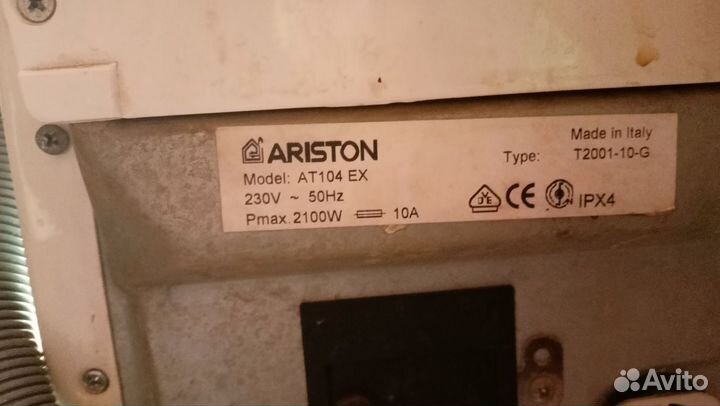 ARISTON
Made in Italy
Model: AT104 EX
Type: T2001-10-G
230V ~ 50Hz
Pmax.2100W 10A
CE IPX4
Avito